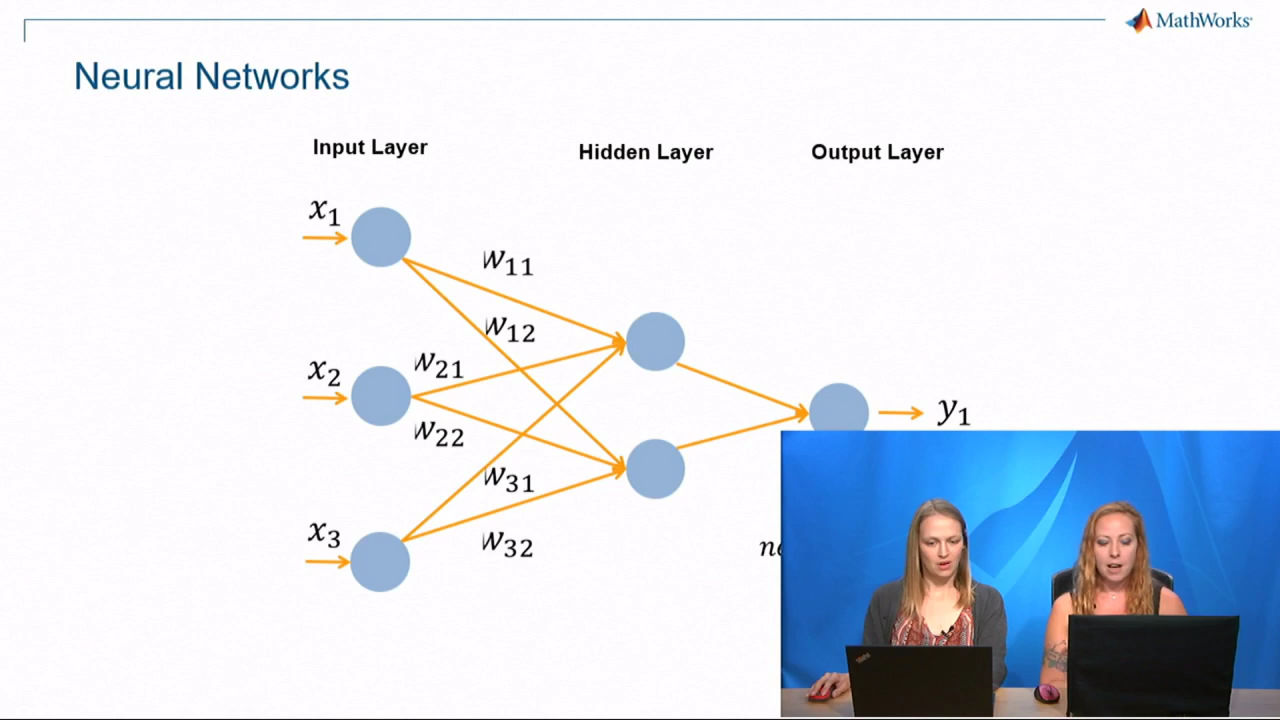 MathWorks
Neural Networks
Input Layer
Hidden Layer
Output Layer
x1
w11
w12
x2
w21
w22
y1
w31
x3
w32